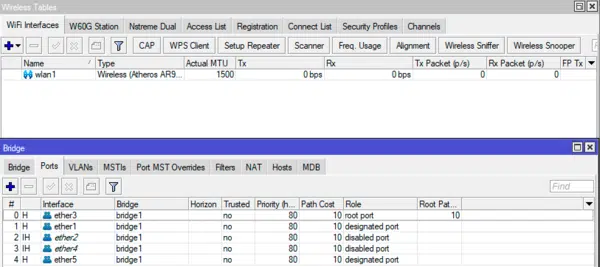 Wireless Tables
WiFi Interfaces W60G Station Nstreme Dual Access List Registration Connect List Security Profiles Channels
CAP WPS Client Setup Repeater Scanner Freq. Usage Alignment Wireless Sniffer Wireless Snooper
Name Type Actual MTU Tx Rx Tx Packet (p/s) Rx Packet (p/s) FP Tx
wlan1 Wireless (Atheros AR9... 1500 0 bps 0 bps 0 0
Bridge
Bridge Ports VLANs MSTIs Port MST Overrides Filters NAT Hosts MDB
Find
# Interface Bridge Horizon Trusted Priority (h... Path Cost Role Root Pat...
0 H ether3 bridge1 no 80 10 root port 10
1 H ether1 bridge1 no 80 10 designated port
2 IH ether2 bridge1 no 80 10 disabled port
3 IH ether4 bridge1 no 80 10 disabled port
4 H ether5 bridge1 no 80 10 designated port